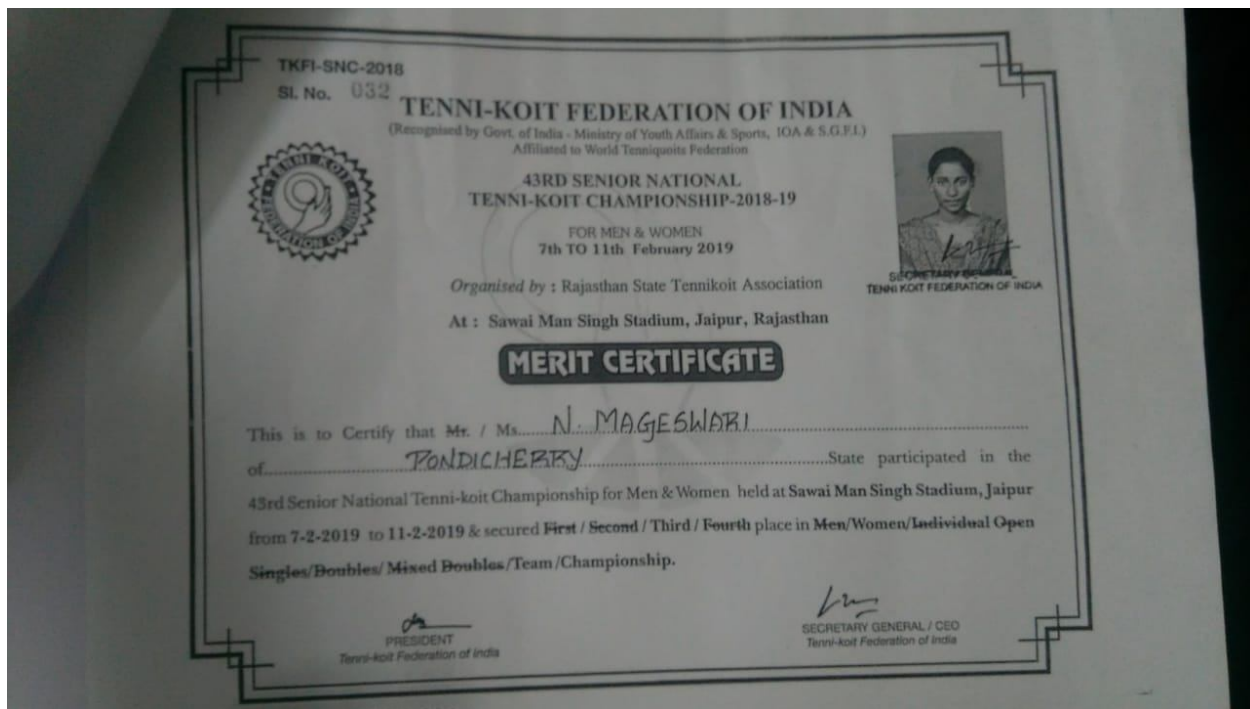 TKFI-SNC-2018
Sl. No. 032
TENNI-KOIT FEDERATION OF INDIA
(Recognised by Govt. of India - Ministry of Youth Affairs & Sports, IOA & S.G.F.I.)
Affiliated to World Tenniquoits Federation
TENNI KOIT FEDERATION OF INDIA
43RD SENIOR NATIONAL
TENNI-KOIT CHAMPIONSHIP-2018-19
FOR MEN & WOMEN
7th TO 11th February 2019
SECRETARY GENERAL
TENNI KOIT FEDERATION OF INDIA
Organised by : Rajasthan State Tennikoit Association
At : Sawai Man Singh Stadium, Jaipur, Rajasthan
MERIT CERTIFICATE
This is to Certify that Mr. / Ms. N. MAGESWARI
of PONDICHERRY State participated in the
43rd Senior National Tenni-koit Championship for Men & Women held at Sawai Man Singh Stadium, Jaipur
from 7-2-2019 to 11-2-2019 & secured First / Second / Third / Fourth place in Men/Women/Individual Open
Singles/Doubles/ Mixed Doubles/Team/Championship.
PRESIDENT
Tenni-koit Federation of India
SECRETARY GENERAL / CEO
Tenni-koit Federation of India